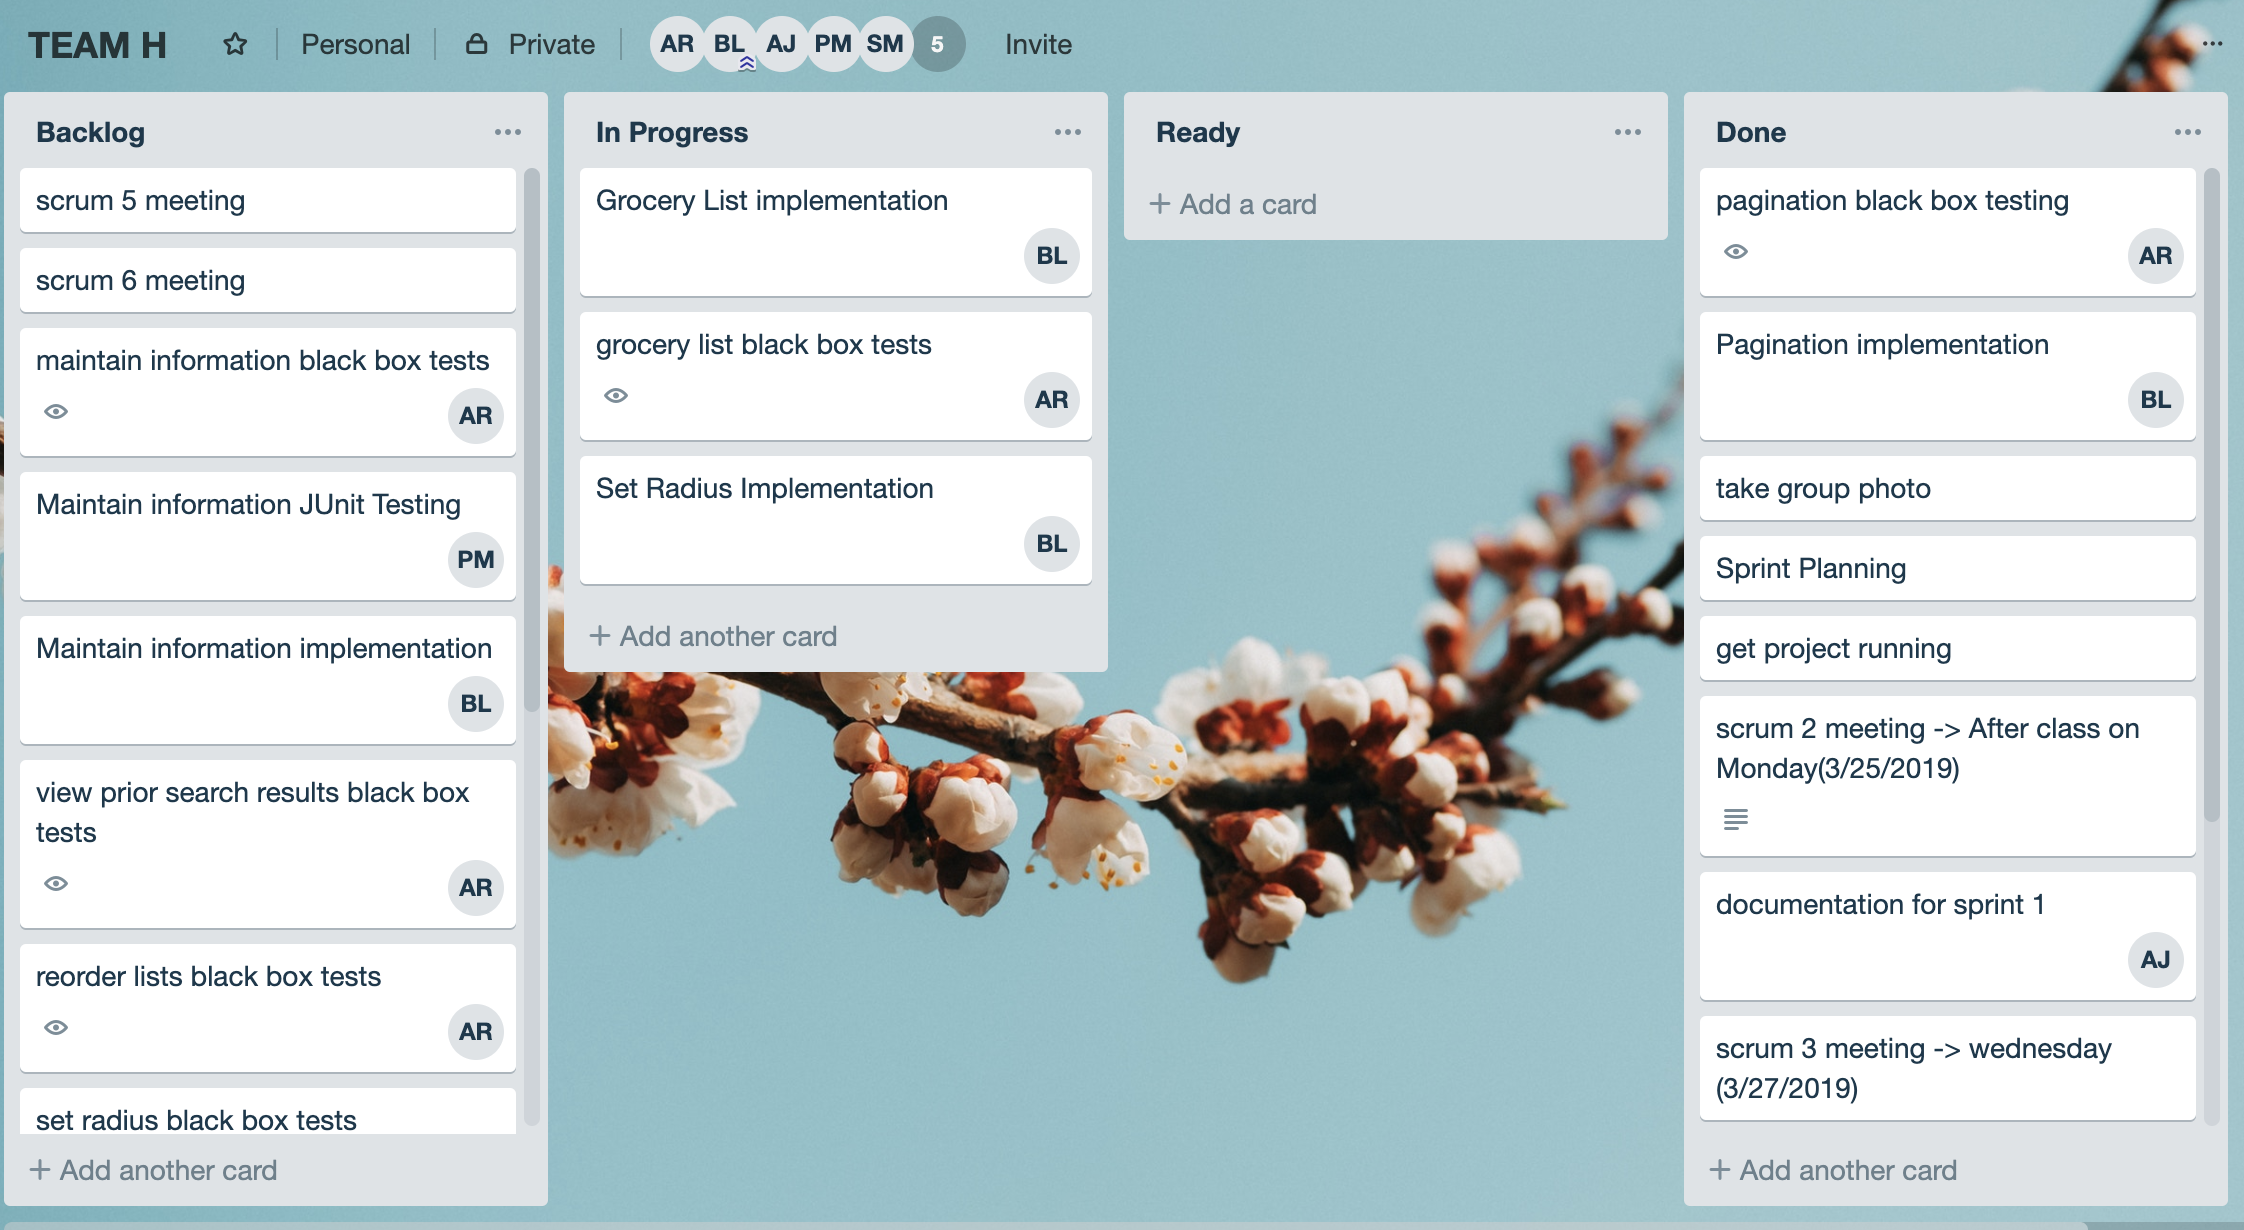 TEAM H Personal Private AR BL AJ PM SM 5 Invite
Backlog
scrum 5 meeting
scrum 6 meeting
maintain information black box tests
AR
Maintain information JUnit Testing
PM
Maintain information implementation
BL
view prior search results black box
tests
AR
reorder lists black box tests
AR
set radius black box tests
+ Add another card
In Progress
Grocery List implementation
BL
grocery list black box tests
AR
Set Radius Implementation
BL
+ Add another card
Ready
+ Add a card
Done
pagination black box testing
AR
Pagination implementation
BL
take group photo
Sprint Planning
get project running
scrum 2 meeting -> After class on
Monday(3/25/2019)
documentation for sprint 1
AJ
scrum 3 meeting -> wednesday
(3/27/2019)
+ Add another card